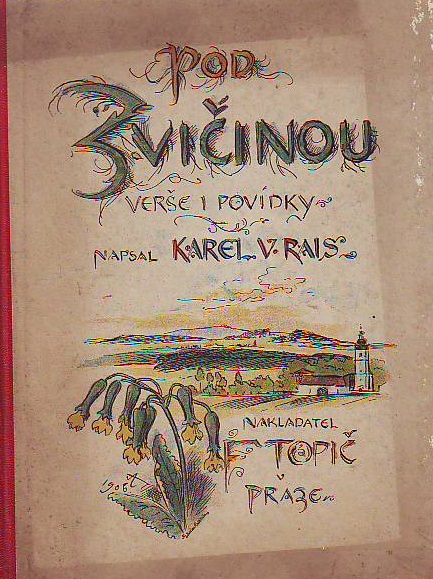 POD
ZVIČINOU
VERŠE I POVÍDKY
NAPSAL KAREL V. RAIS
NAKLADATEL
F TOPIČ
PRAZE